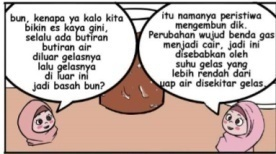 bun, kenapa ya kalo kita
bikin es kaya gini,
selalu ada butiran
butiran air
diluar gelasnya
lalu gelasnya
di luar ini
jadi basah bun?
itu namanya peristiwa
mengembun dik.
Perubahan wujud benda gas
menjadi cair, jadi ini
disebabkan oleh
suhu gelas yang
lebih rendah dari
uap air disekitar gelas.